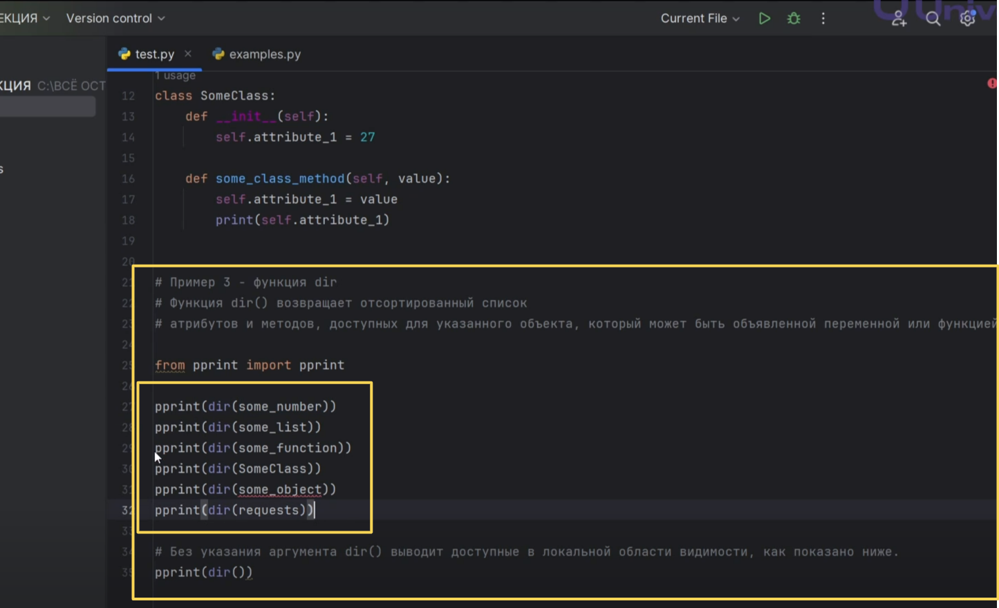 ЕКЦИЯ Version control Current File
Univ
test.py examples.py
КЦИЯ C:\ВСЁ ОСТ
s
1 usage
12 class SomeClass:
13 def __init__(self):
14 self.attribute_1 = 27
15
16 def some_class_method(self, value):
17 self.attribute_1 = value
18 print(self.attribute_1)
19
20
21 # Пример 3 - функция dir
22 # Функция dir() возвращает отсортированный список
23 # атрибутов и методов, доступных для указанного объекта, который может быть объявленной переменной или функцией
24
25 from pprint import pprint
26
27 pprint(dir(some_number))
28 pprint(dir(some_list))
29 pprint(dir(some_function))
30 pprint(dir(SomeClass))
31 pprint(dir(some_object))
32 pprint(dir(requests))
33
34 # Без указания аргумента dir() выводит доступные в локальной области видимости, как показано ниже.
35 pprint(dir())